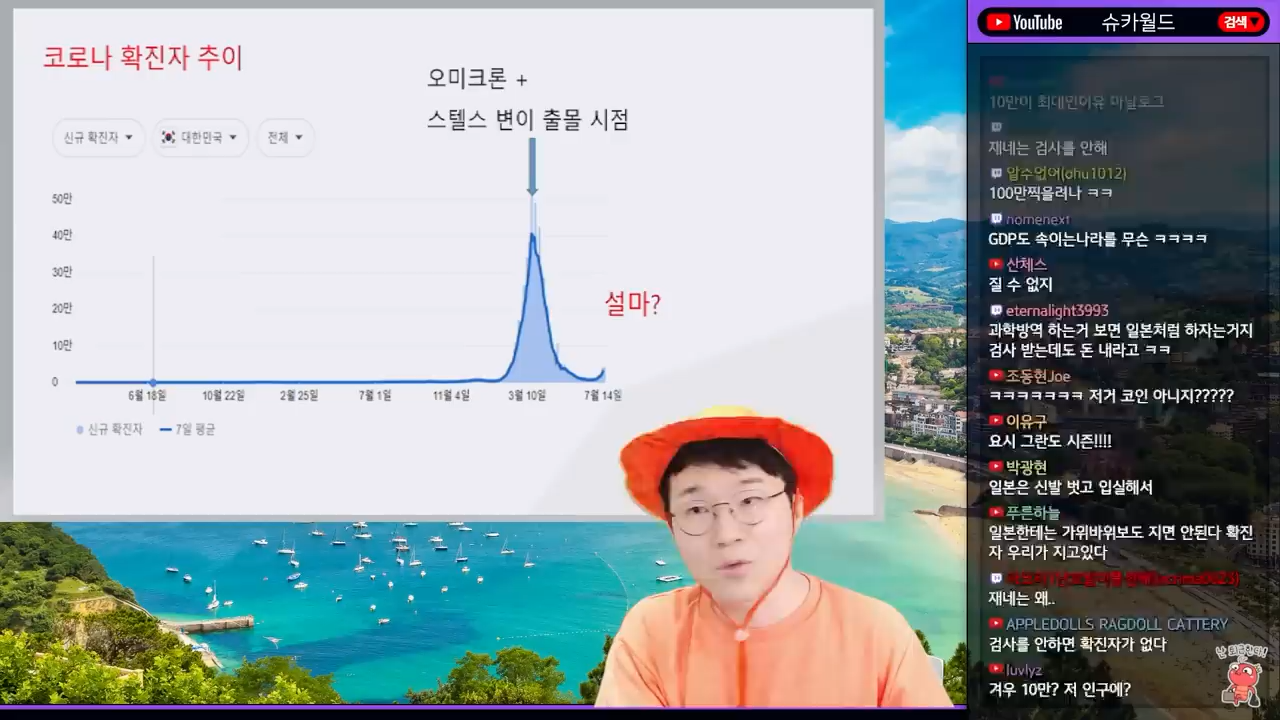 코로나 확진자 추이
오미크론 +
스텔스 변이 출몰 시점
신규 확진자
대한민국
전체
50만
40만
30만
20만
10만
0
6월 18일
10월 22일
2월 25일
7월 1일
11월 4일
3월 10일
7월 14일
신규 확진자
7일 평균
설마?
YouTube
슈카월드
검색
10만이 최대인이유 아날로그
재네는 검사를 안해
알수없어(ohu1012)
100만찍을려나 ㅋㅋ
homenext
GDP도 속이는나라를 무슨 ㅋㅋㅋㅋ
산체스
질 수 없지
eternalight3993
과학방역 하는거 보면 일본처럼 하자는거지
검사 받는데도 돈 내라고 ㅋㅋ
조동현Joe
ㅋㅋㅋㅋㅋㅋㅋ 저거 코인 아니지?????
이유구
요시 그란도 시즌!!!!
박광현
일본은 신발 벗고 입실해서
푸른하늘
일본한테는 가위바위보도 지면 안된다 확진
자 우리가 지고있다
재네는 왜..
APPLEDOLLS RAGDOLL CATTERY
검사를 안하면 확진자가 없다
luvlyz
겨우 10만? 저 인구에?